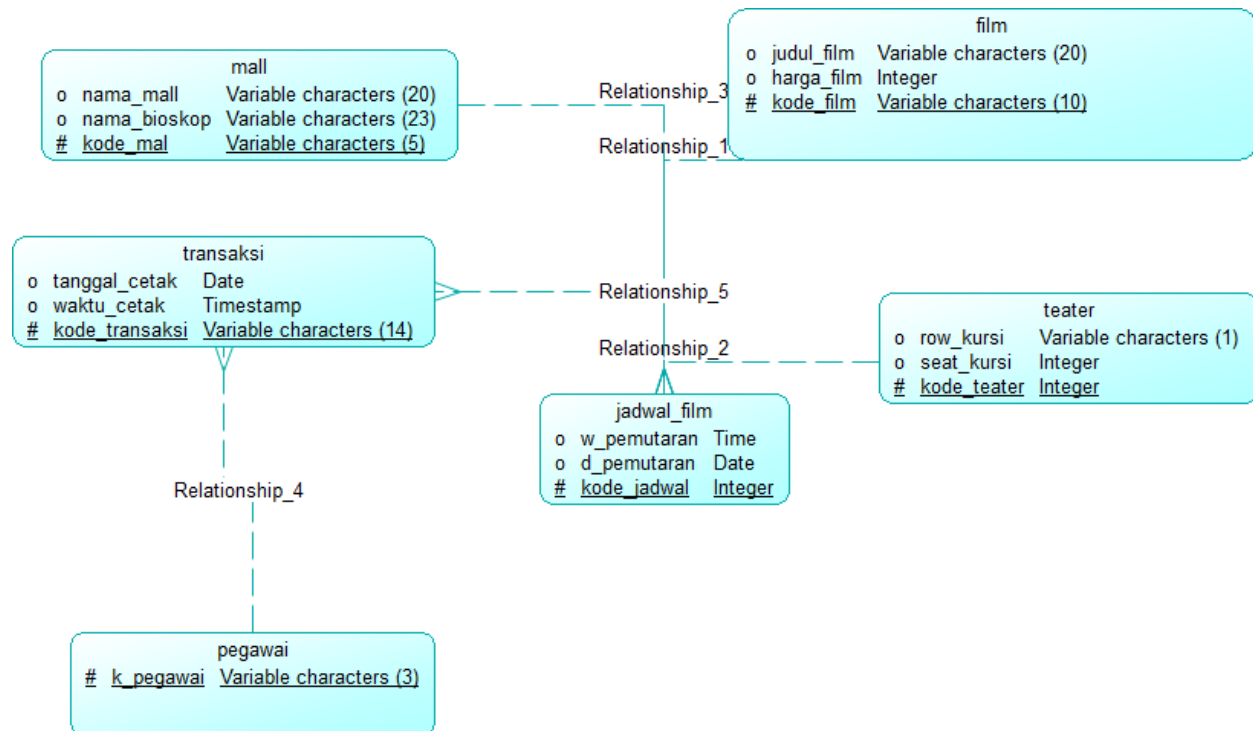 film
o judul_film Variable characters (20)
o harga_film Integer
# kode_film Variable characters (10)
mall
o nama_mall Variable characters (20)
o nama_bioskop Variable characters (23)
# kode_mal Variable characters (5)
Relationship_3
Relationship_1
transaksi
o tanggal_cetak Date
o waktu_cetak Timestamp
# kode_transaksi Variable characters (14)
Relationship_5
Relationship_2
teater
o row_kursi Variable characters (1)
o seat_kursi Integer
# kode_teater Integer
jadwal_film
o w_pemutaran Time
o d_pemutaran Date
# kode_jadwal Integer
Relationship_4
pegawai
# k_pegawai Variable characters (3)